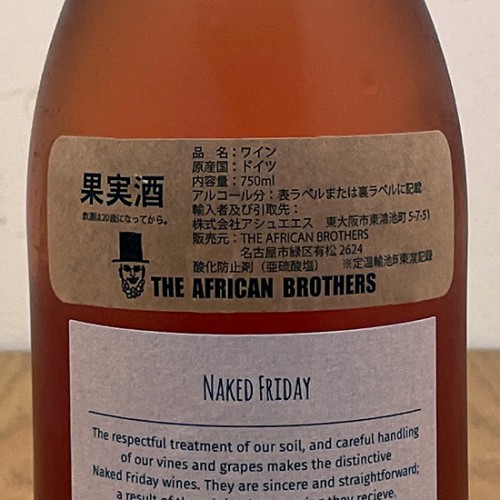 品 名:ワイン
原産国:ドイツ
内容量:750ml
アルコール分:表ラベルまたは裏ラベルに記載
輸入者及び引取先:
株式会社アシュエエス 東大阪市東鴻池町 5-7-51
販売元:THE AFRICAN BROTHERS
名古屋市緑区有松 2624
酸化防止剤(亜硫酸塩)
果実酒
飲酒は20歳になってから。
THE AFRICAN BROTHERS
NAKED FRIDAY
The respectful treatment of our soil, and careful handling
of our vines and grapes makes the distinctive
Naked Friday wines. They are sincere and straightforward;
a result of the
they recieve.